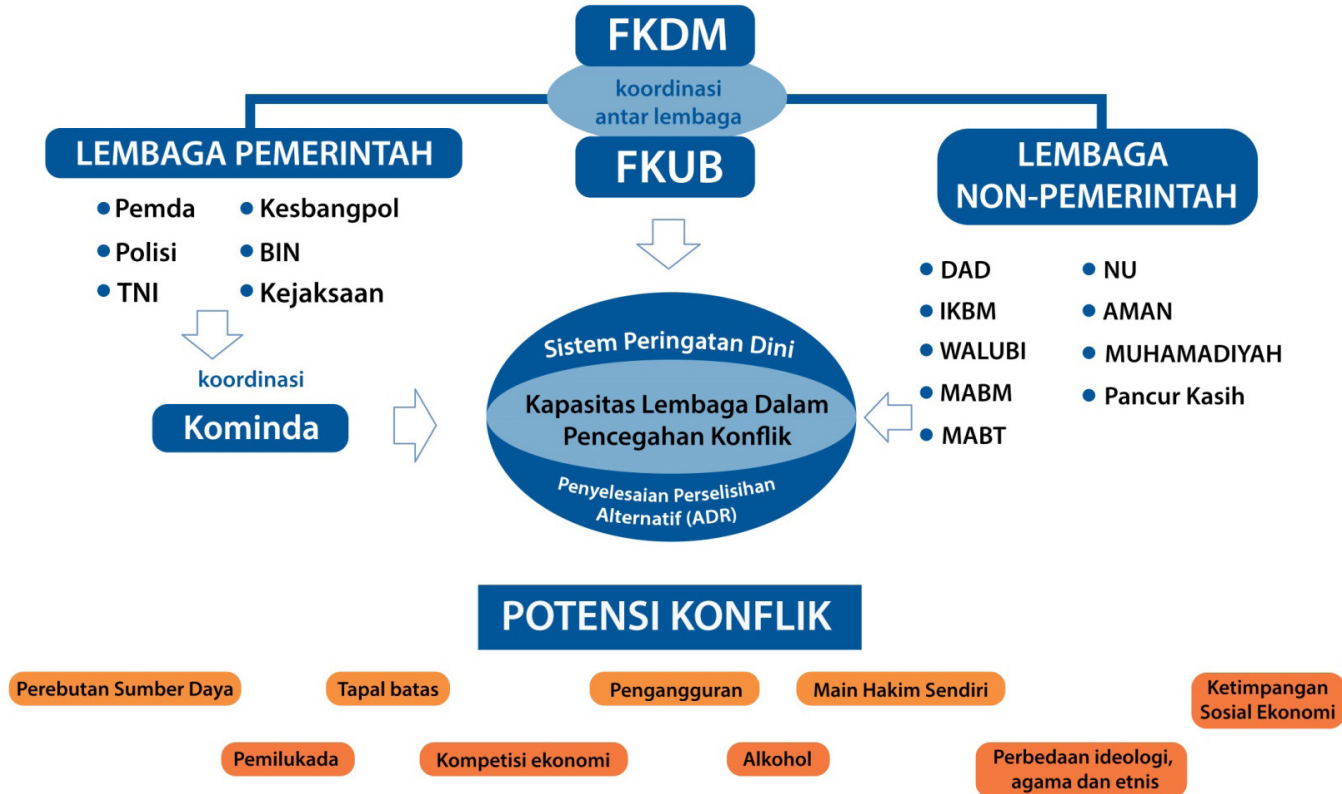 FKDM
koordinasi
antar lembaga
FKUB
LEMBAGA PEMERINTAH
Pemda
Polisi
TNI
Kesbangpol
BIN
Kejaksaan
koordinasi
Kominda
LEMBAGA
NON-PEMERINTAH
DAD
IKBM
WALUBI
MABM
MABT
NU
AMAN
MUHAMADIYAH
Pancur Kasih
Sistem Peringatan Dini
Kapasitas Lembaga Dalam
Pencegahan Konflik
Penyelesaian Perselisihan
Alternatif (ADR)
POTENSI KONFLIK
Perebutan Sumber Daya
Tapal batas
Pengangguran
Main Hakim Sendiri
Ketimpangan
Sosial Ekonomi
Pemilukada
Kompetisi ekonomi
Alkohol
Perbedaan ideologi,
agama dan etnis